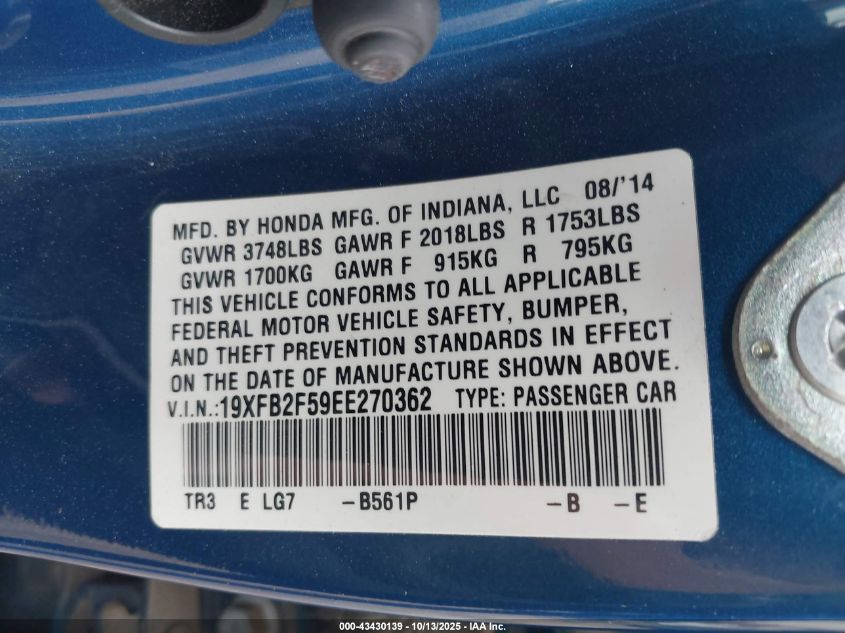 MFD. BY HONDA MFG. OF INDIANA, LLC 08/'14
GVWR 3748LBS GAWR F 2018LBS R 1753LBS
GVWR 1700KG GAWR F 915KG R 795KG
THIS VEHICLE CONFORMS TO ALL APPLICABLE
FEDERAL MOTOR VEHICLE SAFETY, BUMPER,
AND THEFT PREVENTION STANDARDS IN EFFECT
ON THE DATE OF MANUFACTURE SHOWN ABOVE.
V.I.N.:19XFB2F59EE270362 TYPE: PASSENGER CAR
TR3 E LG7 -B561P -B -E
000-43430139 - 10/13/2025 - IAA Inc.